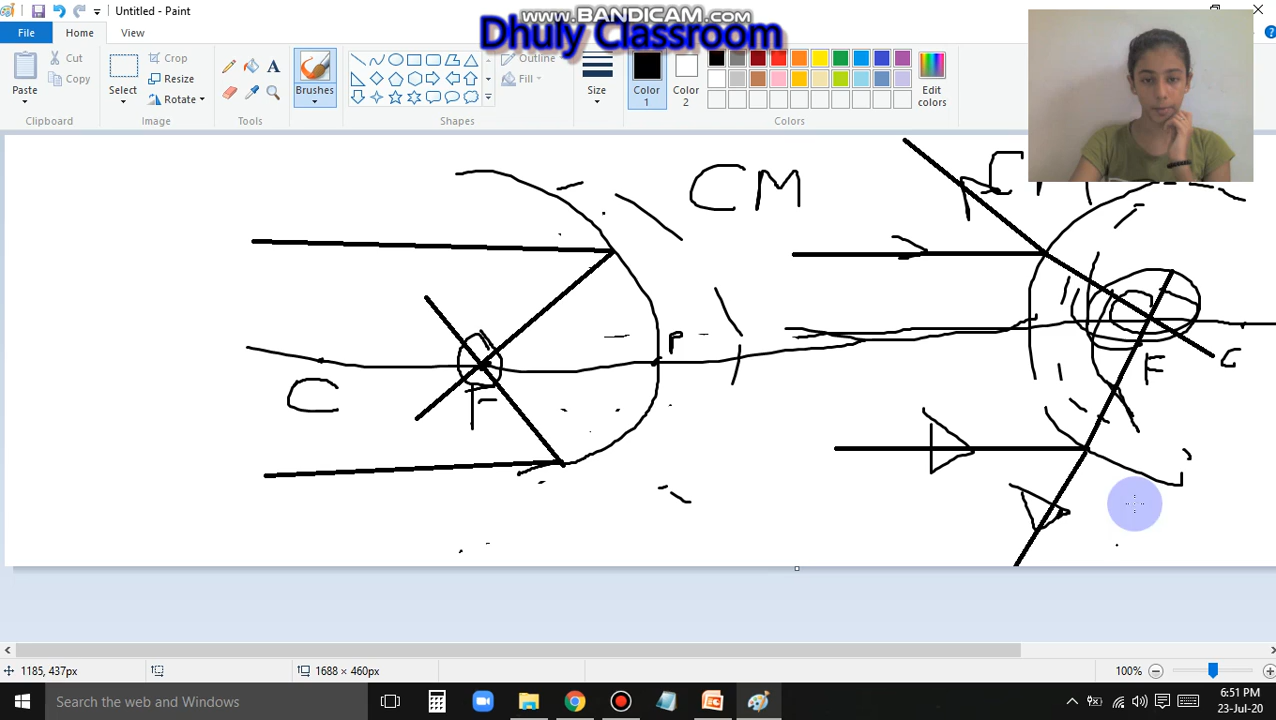 www.BANDICAM.com
Untitled - Paint
Dhuly Classroom
File
Home
View
Paste
Cut
Copy
Clipboard
Select
Crop
Resize
Rotate
Image
Tools
Brushes
Shapes
Outline
Fill
Size
Color 1
Color 2
Edit colors
Colors
CM
P
C
F
F
C
1185, 437px
1688 × 460px
100%
Search the web and Windows
6:51 PM
23-Jul-20